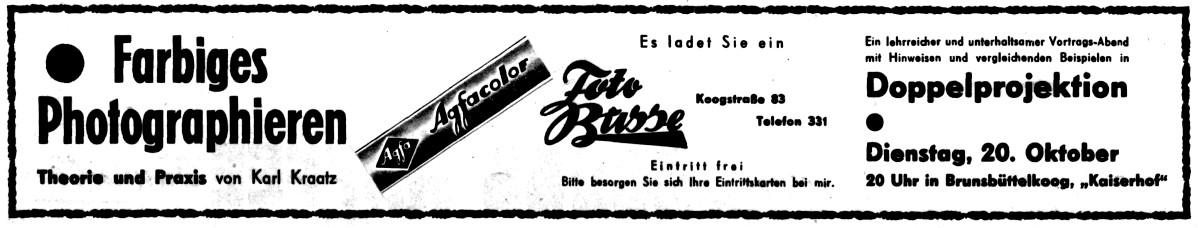 ● Farbiges
Photographieren
Theorie und Praxis von Karl Kraatz
Agfacolor
Agfa
Es ladet Sie ein
Foto
Busse
Koogstraße 83
Telefon 331
Eintritt frei
Bitte besorgen Sie sich Ihre Eintrittskarten bei mir.
Ein lehrreicher und unterhaltsamer Vortrags-Abend
mit Hinweisen und vergleichenden Beispielen in
Doppelprojektion
●
Dienstag, 20. Oktober
20 Uhr in Brunsbüttelkoog, „Kaiserhof"